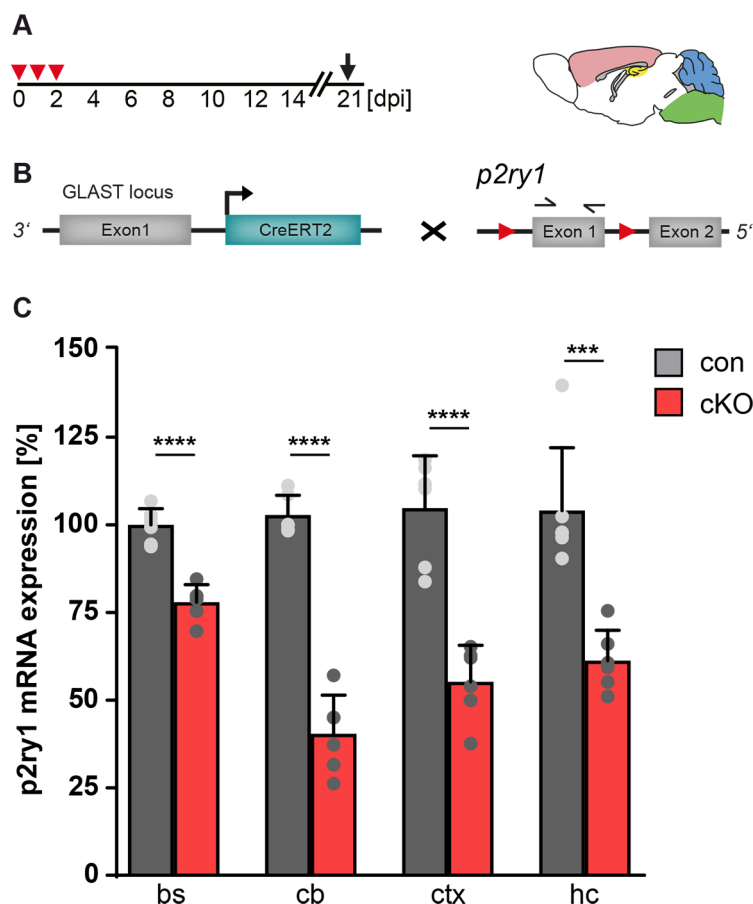 A
0 2 4 6 8 10 12 14 21 [dpi]
B
GLAST locus
p2ry1
3‘ Exon1 CreERT2 Exon 1 Exon 2 5‘
C
p2ry1 mRNA expression [%]
150
125
100
75
50
25
0
**** **** **** ***
con
cKO
bs cb ctx hc